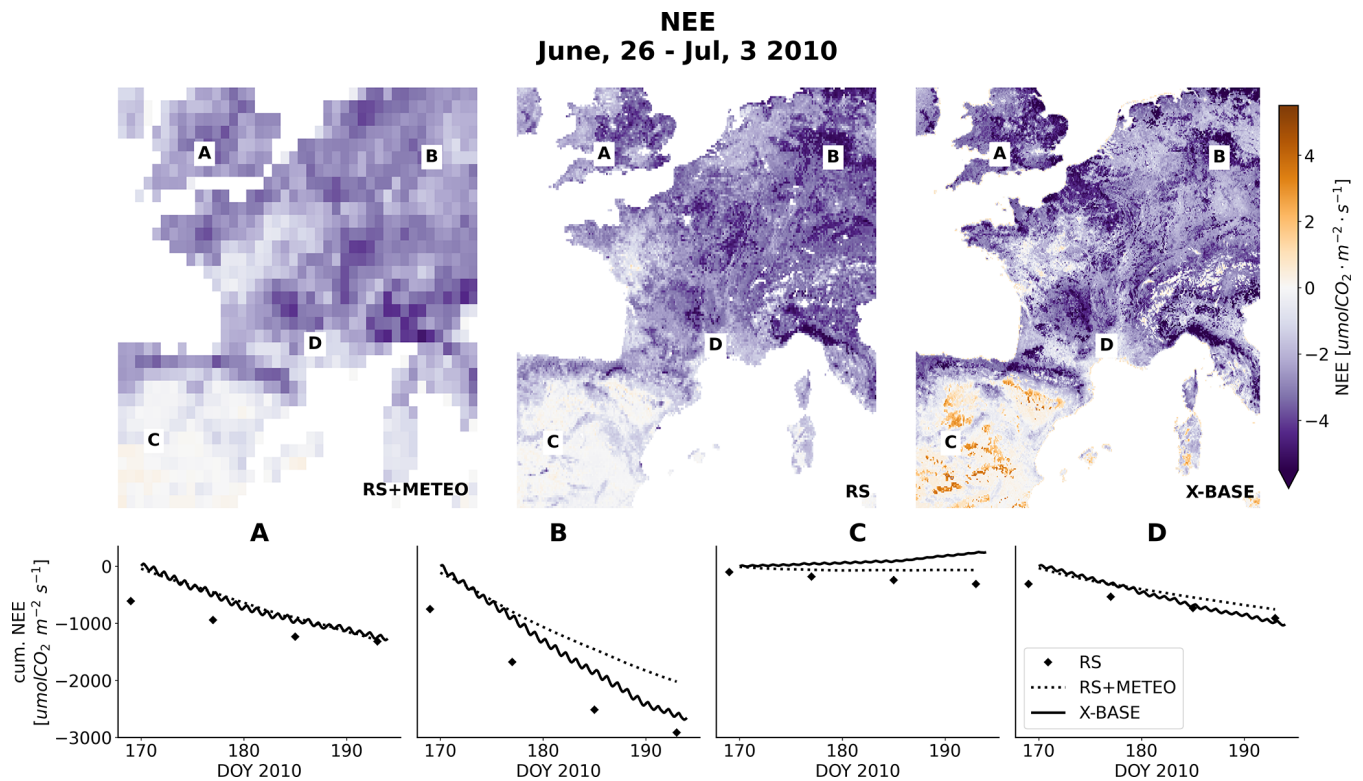 NEE
June, 26 - Jul, 3 2010
A
B
C
D
RS+METEO
A
B
C
D
RS
A
B
C
D
X-BASE
4
2
0
−2
−4
NEE [umolCO₂ · m⁻² · s⁻¹]
A
B
C
D
cum. NEE
[umolCO₂ m⁻² s⁻¹]
0
−1000
−2000
−3000
170
180
190
DOY 2010
170
180
190
DOY 2010
170
180
190
DOY 2010
170
180
190
DOY 2010
RS
RS+METEO
X-BASE